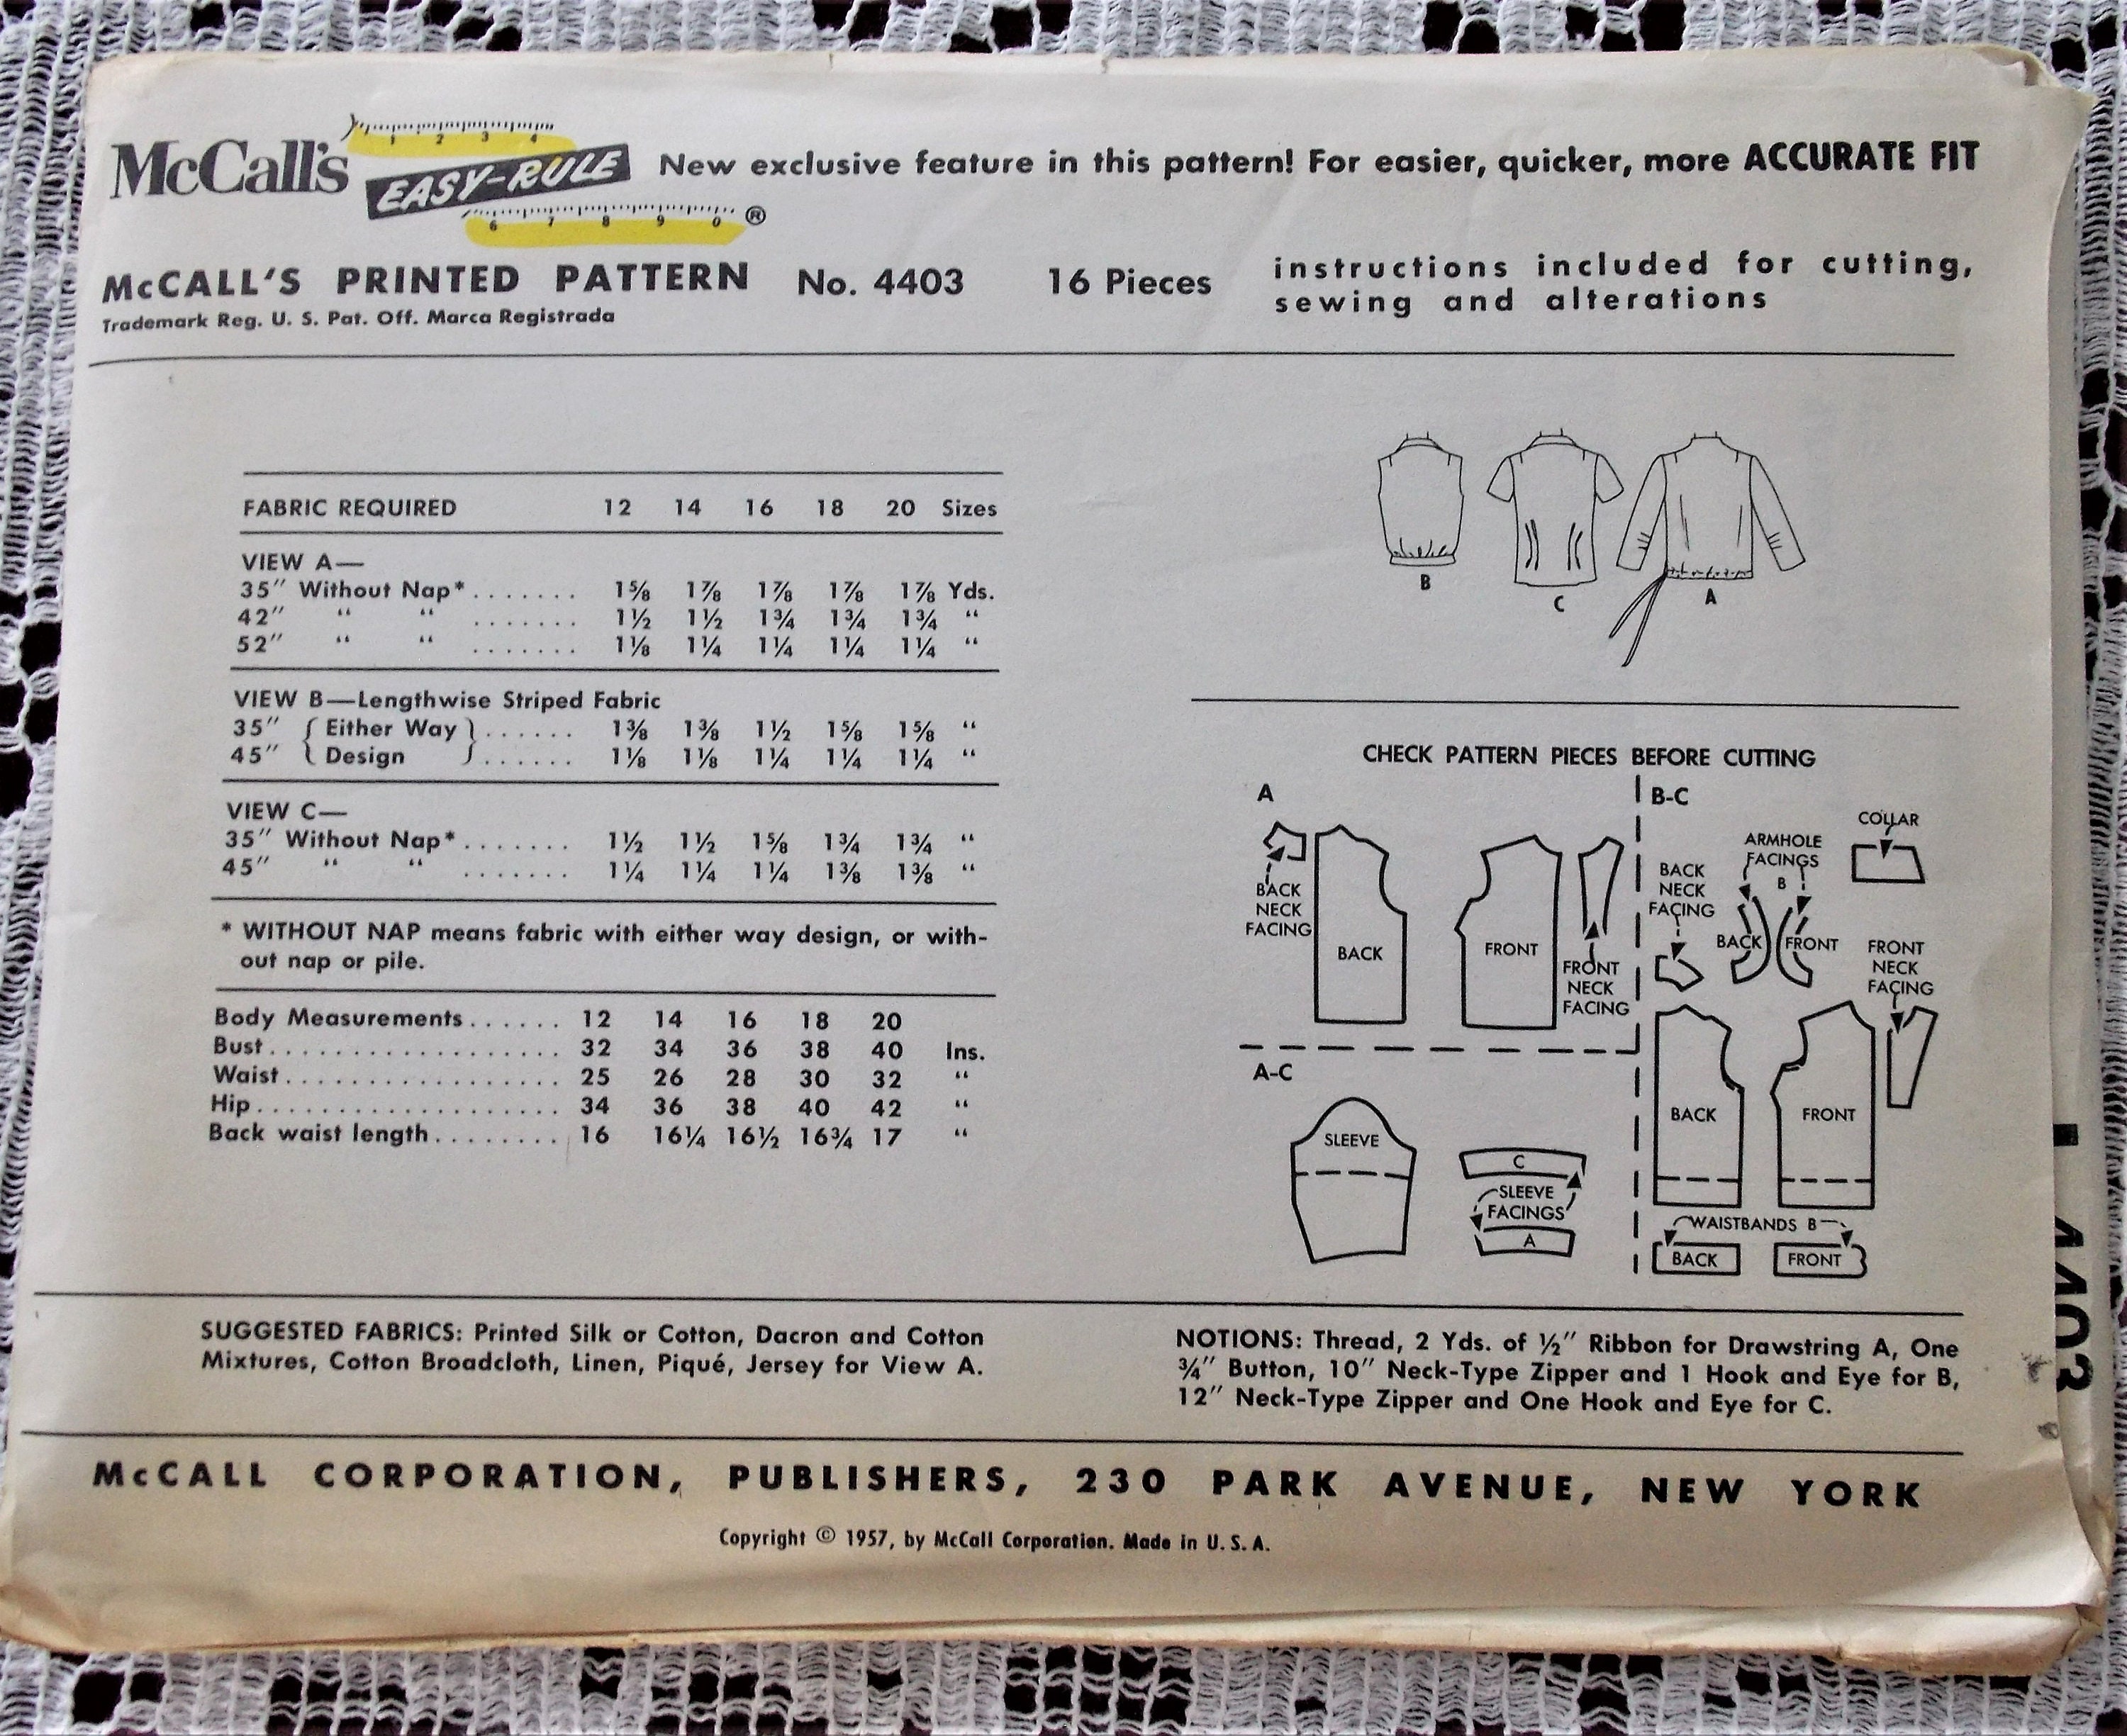 McCall's EASY-RULE ® New exclusive feature in this pattern! For easier, quicker, more ACCURATE FIT
1 2 3 4
6 7 8 9 0
McCALL'S PRINTED PATTERN No. 4403 16 Pieces
Trademark Reg. U. S. Pat. Off. Marca Registrada
instructions included for cutting,
sewing and alterations
FABRIC REQUIRED 12 14 16 18 20 Sizes
VIEW A—
35″ Without Nap* ....... 1⅝ 1⅞ 1⅞ 1⅞ 1⅞ Yds.
42″ “ “ ....... 1½ 1½ 1¾ 1¾ 1¾ “
52″ “ “ ....... 1⅛ 1¼ 1¼ 1¼ 1¼ “
VIEW B—Lengthwise Striped Fabric
35″ { Either Way } ...... 1⅜ 1⅜ 1½ 1⅝ 1⅝ “
45″ { Design } ...... 1⅛ 1⅛ 1¼ 1¼ 1¼ “
VIEW C—
35″ Without Nap* ....... 1½ 1½ 1⅝ 1¾ 1¾ “
45″ “ “ ....... 1¼ 1¼ 1¼ 1⅜ 1⅜ “
* WITHOUT NAP means fabric with either way design, or with-
out nap or pile.
Body Measurements ...... 12 14 16 18 20
Bust .................. 32 34 36 38 40 Ins.
Waist ................. 25 26 28 30 32 “
Hip ................... 34 36 38 40 42 “
Back waist length ........ 16 16¼ 16½ 16¾ 17 “
B
C
A
CHECK PATTERN PIECES BEFORE CUTTING
A
BACK
NECK
FACING
BACK
FRONT
FRONT
NECK
FACING
B-C
COLLAR
ARMHOLE
FACINGS
B
BACK
NECK
FACING
BACK
FRONT
FRONT
NECK
FACING
BACK
FRONT
WAISTBANDS B
BACK
FRONT
A-C
SLEEVE
C
SLEEVE
FACINGS
A
SUGGESTED FABRICS: Printed Silk or Cotton, Dacron and Cotton
Mixtures, Cotton Broadcloth, Linen, Piqué, Jersey for View A.
NOTIONS: Thread, 2 Yds. of ½″ Ribbon for Drawstring A, One
¾″ Button, 10″ Neck-Type Zipper and 1 Hook and Eye for B,
12″ Neck-Type Zipper and One Hook and Eye for C.
McCALL CORPORATION, PUBLISHERS, 230 PARK AVENUE, NEW YORK
Copyright © 1957, by McCall Corporation. Made in U. S. A.
4403